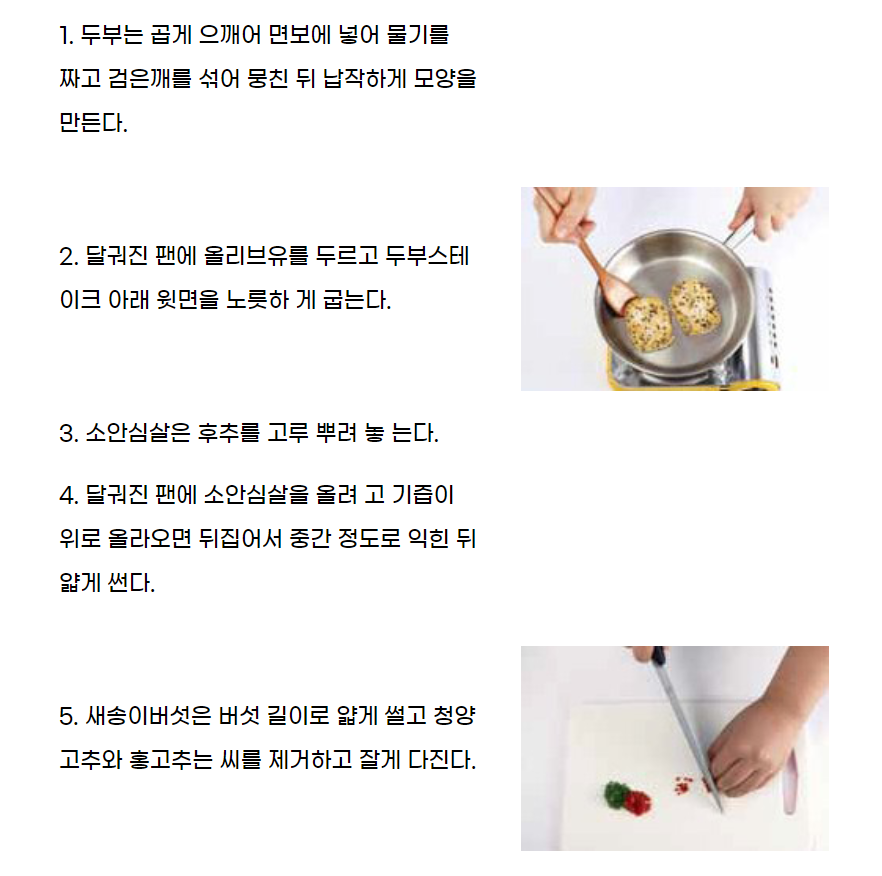 1. 두부는 곱게 으깨어 면보에 넣어 물기를
짜고 검은깨를 섞어 뭉친 뒤 납작하게 모양을
만든다.
2. 달궈진 팬에 올리브유를 두르고 두부스테
이크 아래 윗면을 노릇하 게 굽는다.
3. 소안심살은 후추를 고루 뿌려 놓 는다.
4. 달궈진 팬에 소안심살을 올려 고 기즙이
위로 올라오면 뒤집어서 중간 정도로 익힌 뒤
얇게 썬다.
5. 새송이버섯은 버섯 길이로 얇게 썰고 청양
고추와 홍고추는 씨를 제거하고 잘게 다진다.